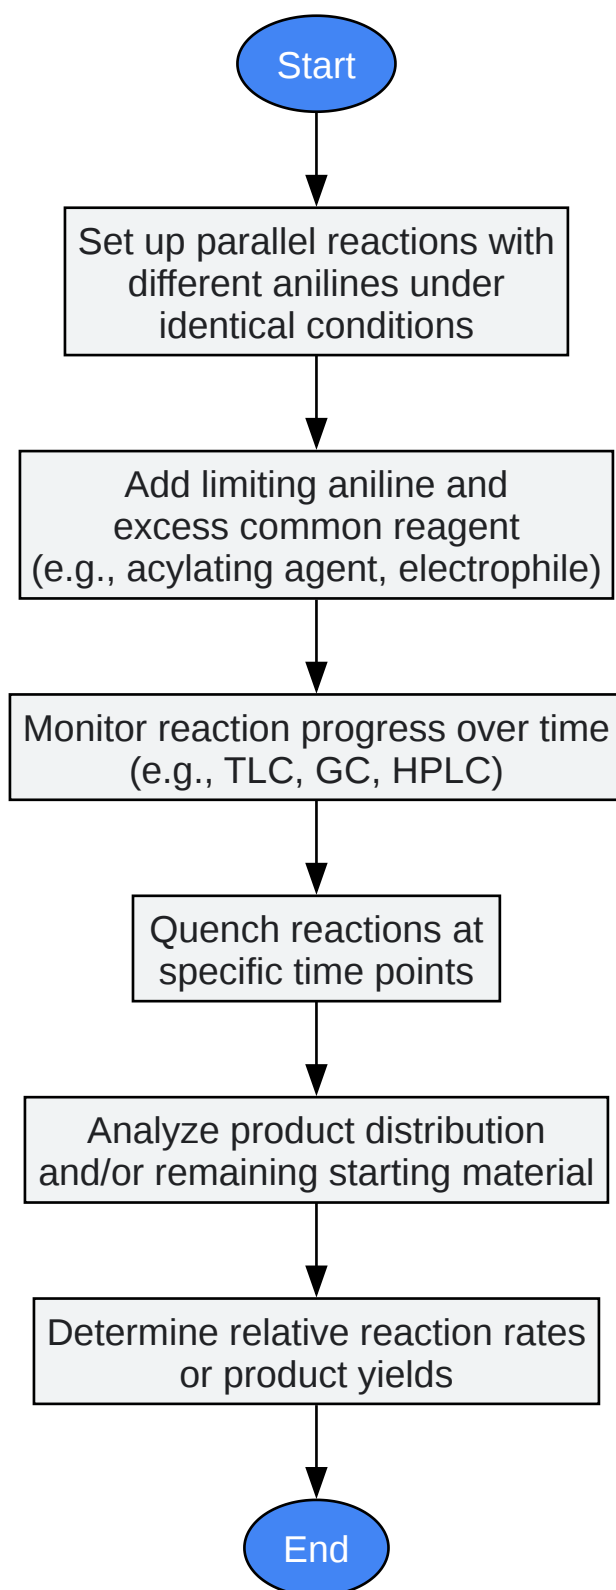 Start
Set up parallel reactions with
different anilines under
identical conditions
Add limiting aniline and
excess common reagent
(e.g., acylating agent, electrophile)
Monitor reaction progress over time
(e.g., TLC, GC, HPLC)
Quench reactions at
specific time points
Analyze product distribution
and/or remaining starting material
Determine relative reaction rates
or product yields
End